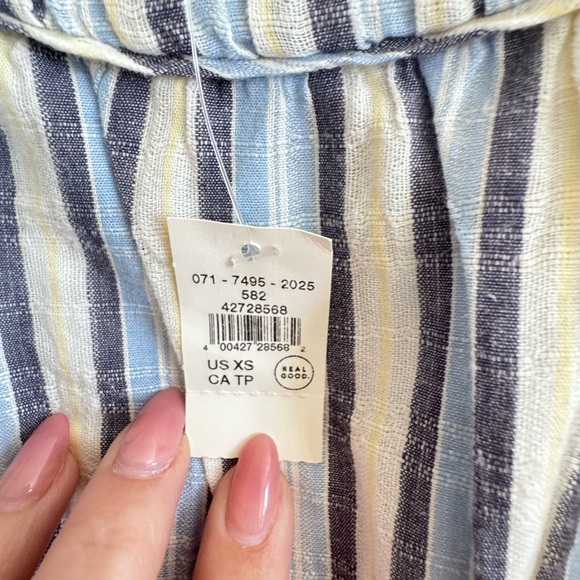 071 - 7495 - 2025
582
42728568
4 00427 28568 2
US XS
CA TP
REAL
GOOD.